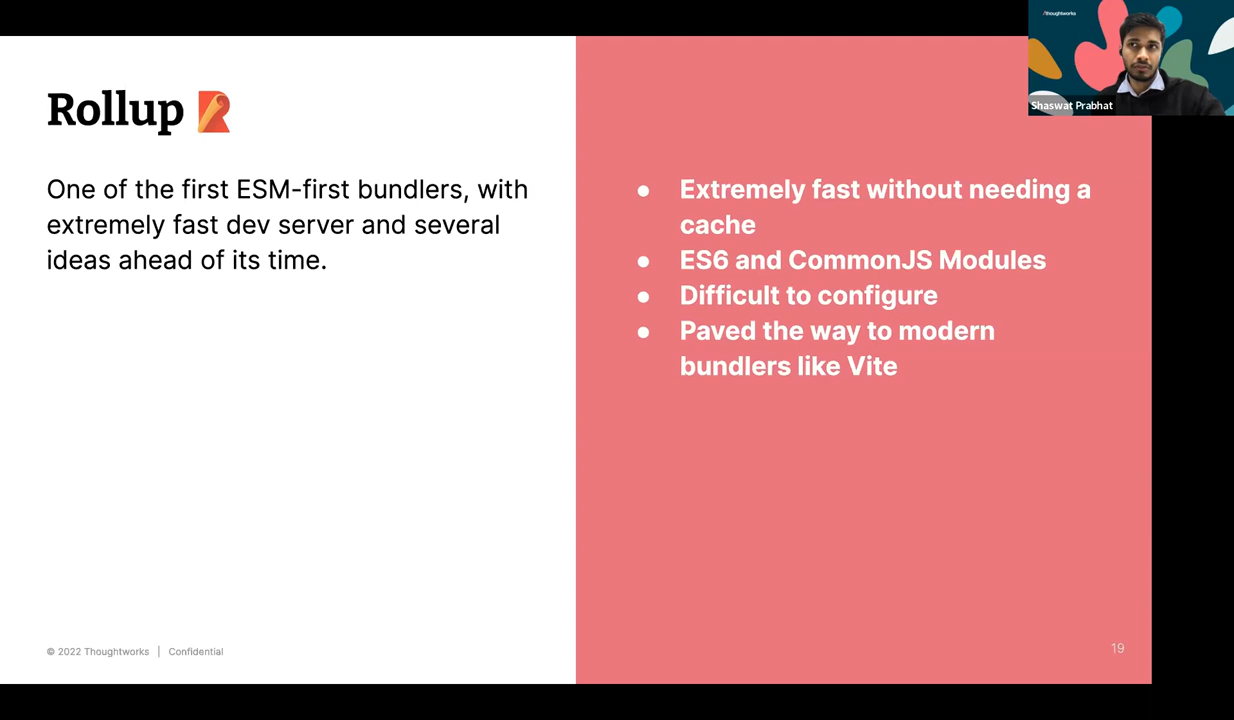 /thoughtworks
Shaswat Prabhat
Rollup
One of the first ESM-first bundlers, with
extremely fast dev server and several
ideas ahead of its time.
● Extremely fast without needing a
cache
● ES6 and CommonJS Modules
● Difficult to configure
● Paved the way to modern
bundlers like Vite
© 2022 Thoughtworks | Confidential
19